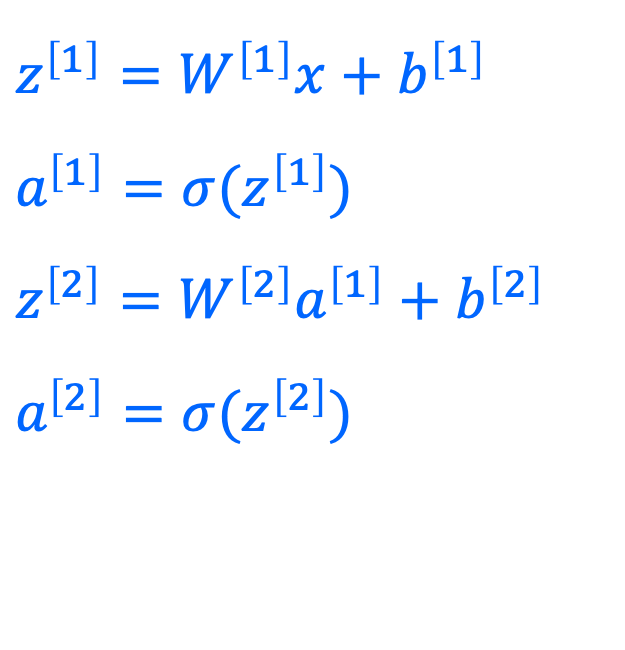 z^[1] = W^[1]x + b^[1]
a^[1] = σ(z^[1])
z^[2] = W^[2]a^[1] + b^[2]
a^[2] = σ(z^[2])